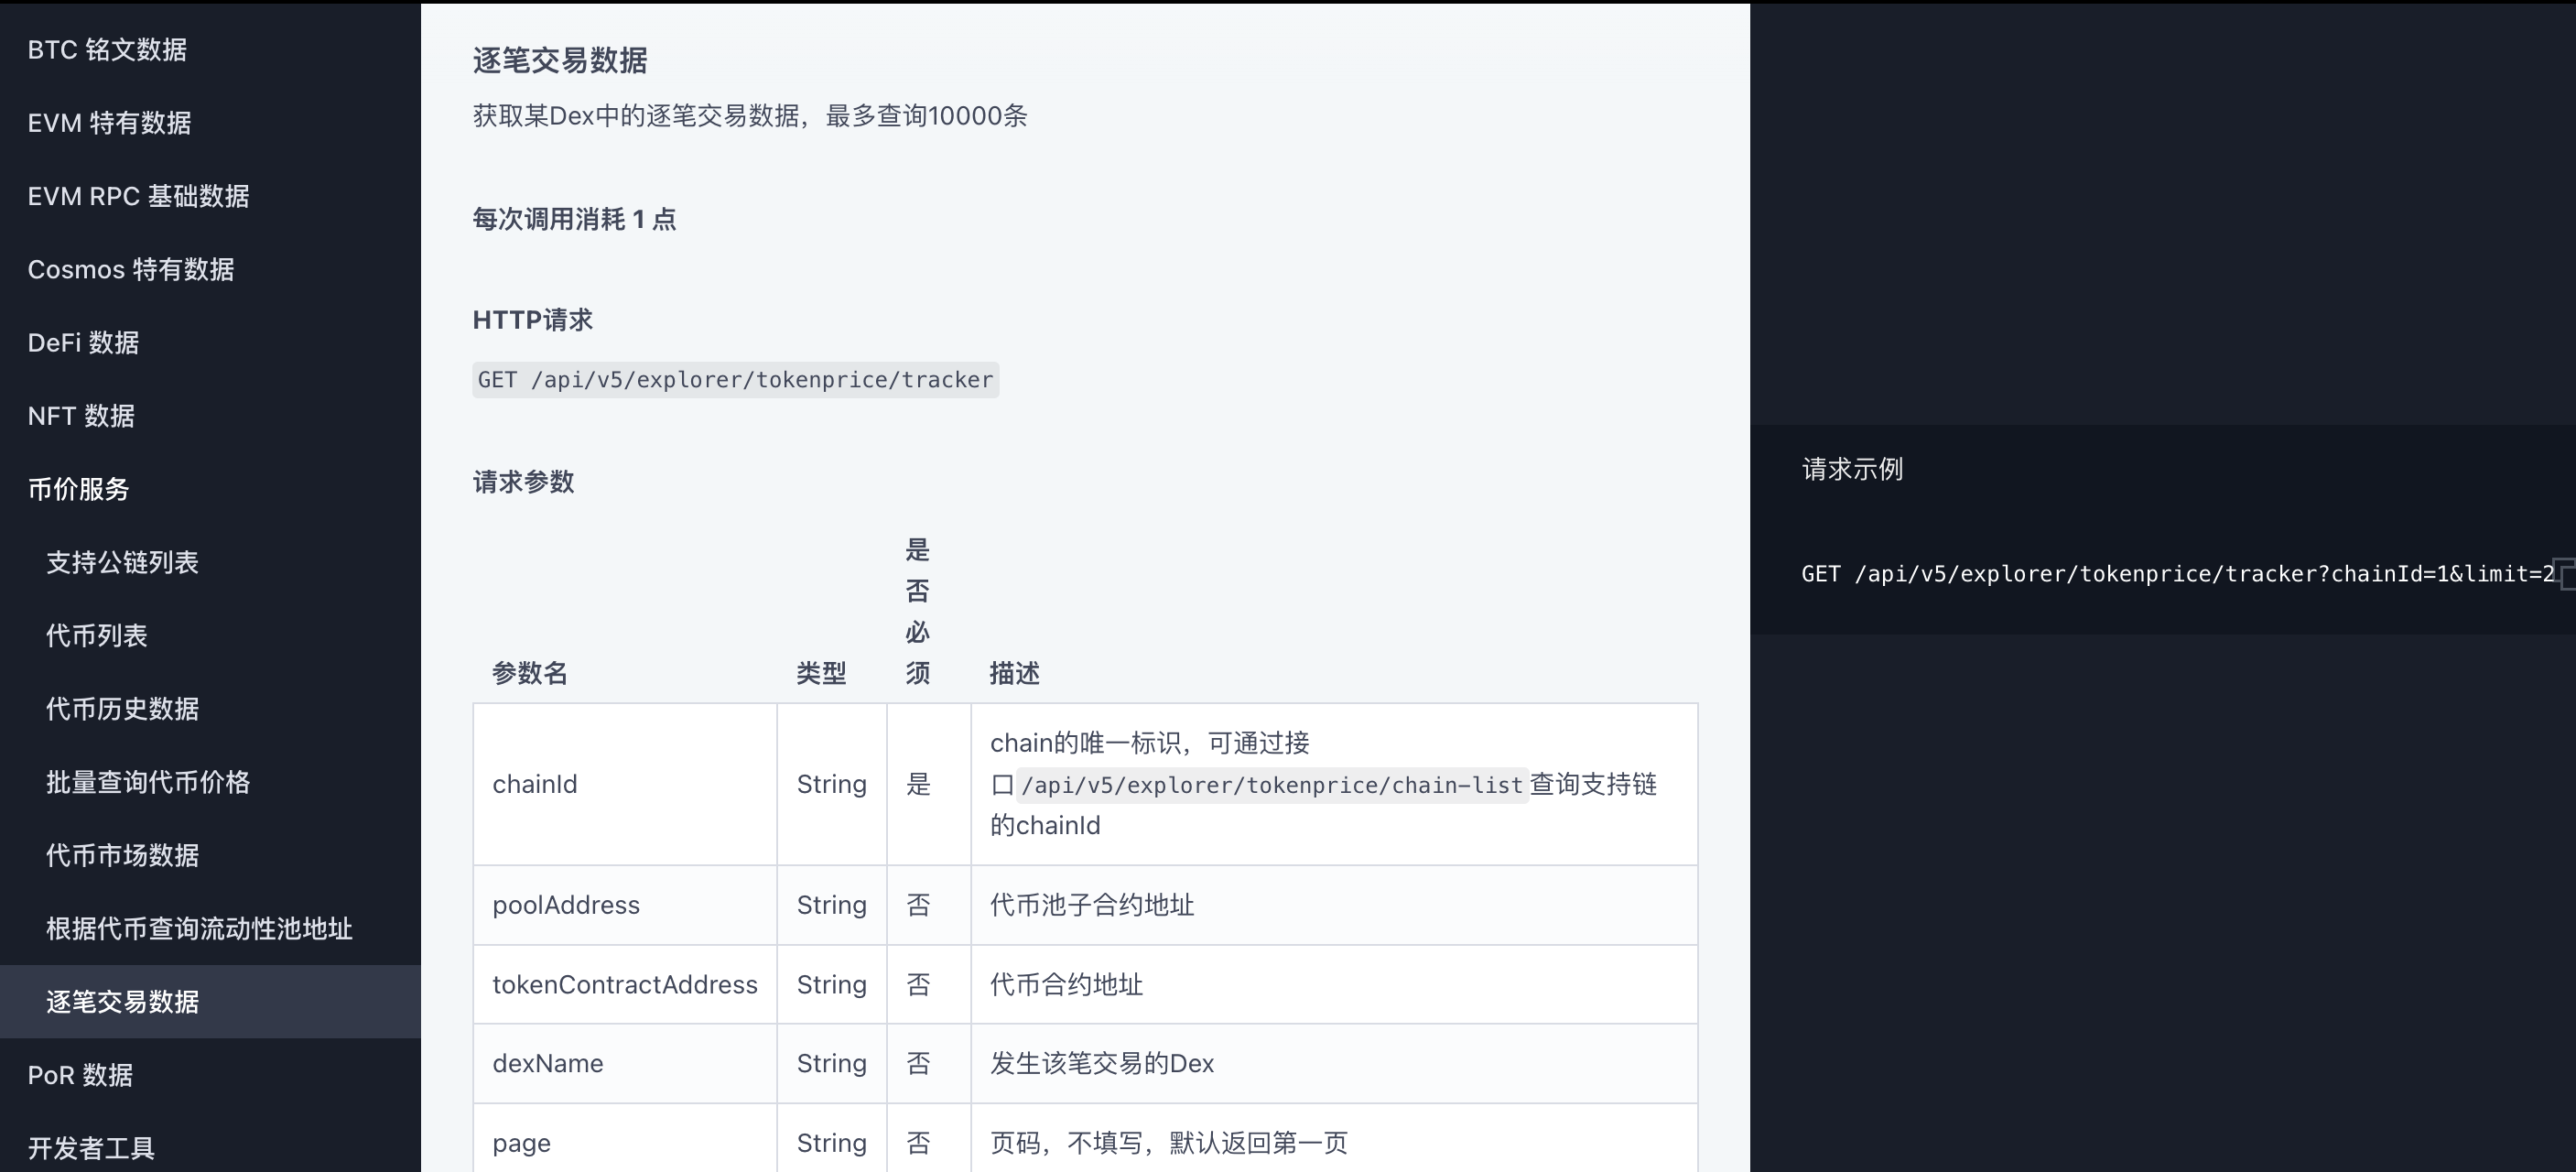 BTC 铭文数据
EVM 特有数据
EVM RPC 基础数据
Cosmos 特有数据
DeFi 数据
NFT 数据
币价服务
支持公链列表
代币列表
代币历史数据
批量查询代币价格
代币市场数据
根据代币查询流动性池地址
逐笔交易数据
PoR 数据
开发者工具
逐笔交易数据
获取某Dex中的逐笔交易数据，最多查询10000条
每次调用消耗 1 点
HTTP请求
GET /api/v5/explorer/tokenprice/tracker
请求参数
参数名 类型 是否必须 描述
chainId String 是 chain的唯一标识，可通过接
口/api/v5/explorer/tokenprice/chain-list查询支持链
的chainId
poolAddress String 否 代币池子合约地址
tokenContractAddress String 否 代币合约地址
dexName String 否 发生该笔交易的Dex
page String 否 页码，不填写，默认返回第一页
请求示例
GET /api/v5/explorer/tokenprice/tracker?chainId=1&limit=2